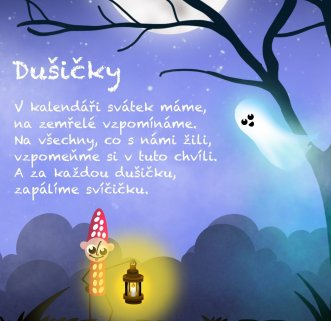 Dušičky
V kalendáři svátek máme,
na zemřelé vzpomínáme.
Na všechny, co s námi žili,
vzpomeňme si v tuto chvíli.
A za každou dušičku,
zapálíme svíčičku.